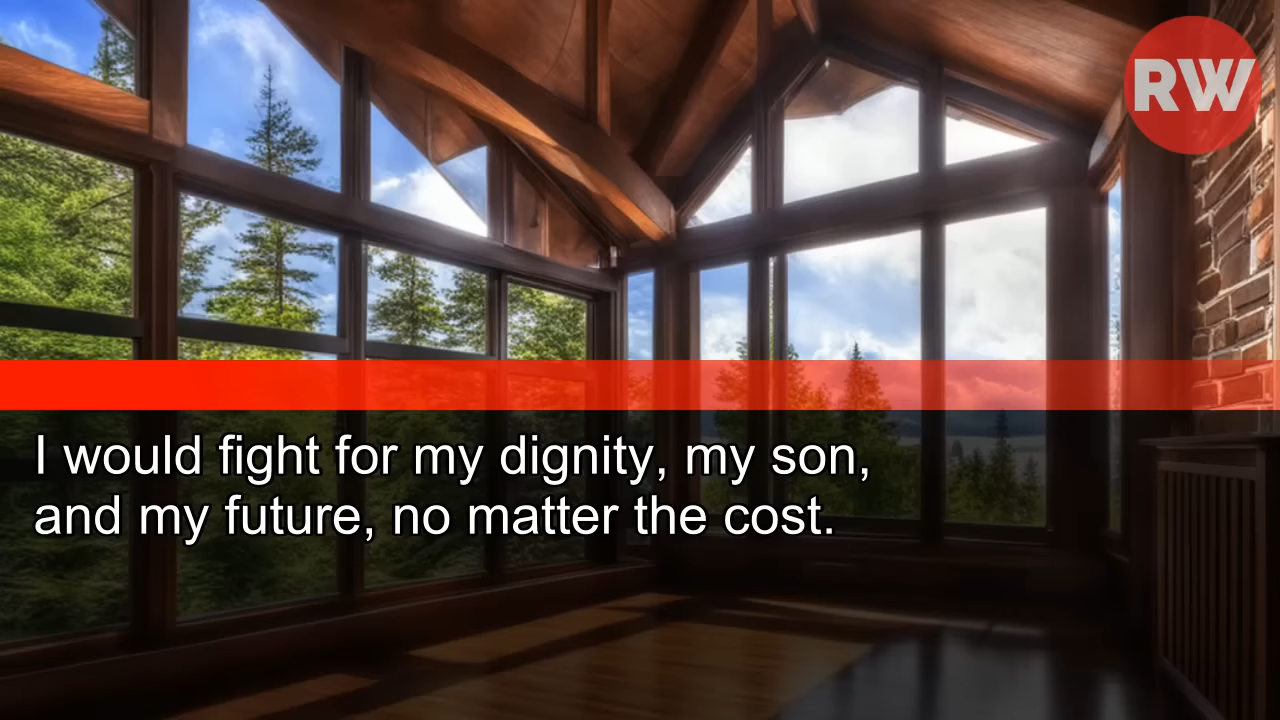 RW
I would fight for my dignity, my son,
and my future, no matter the cost.